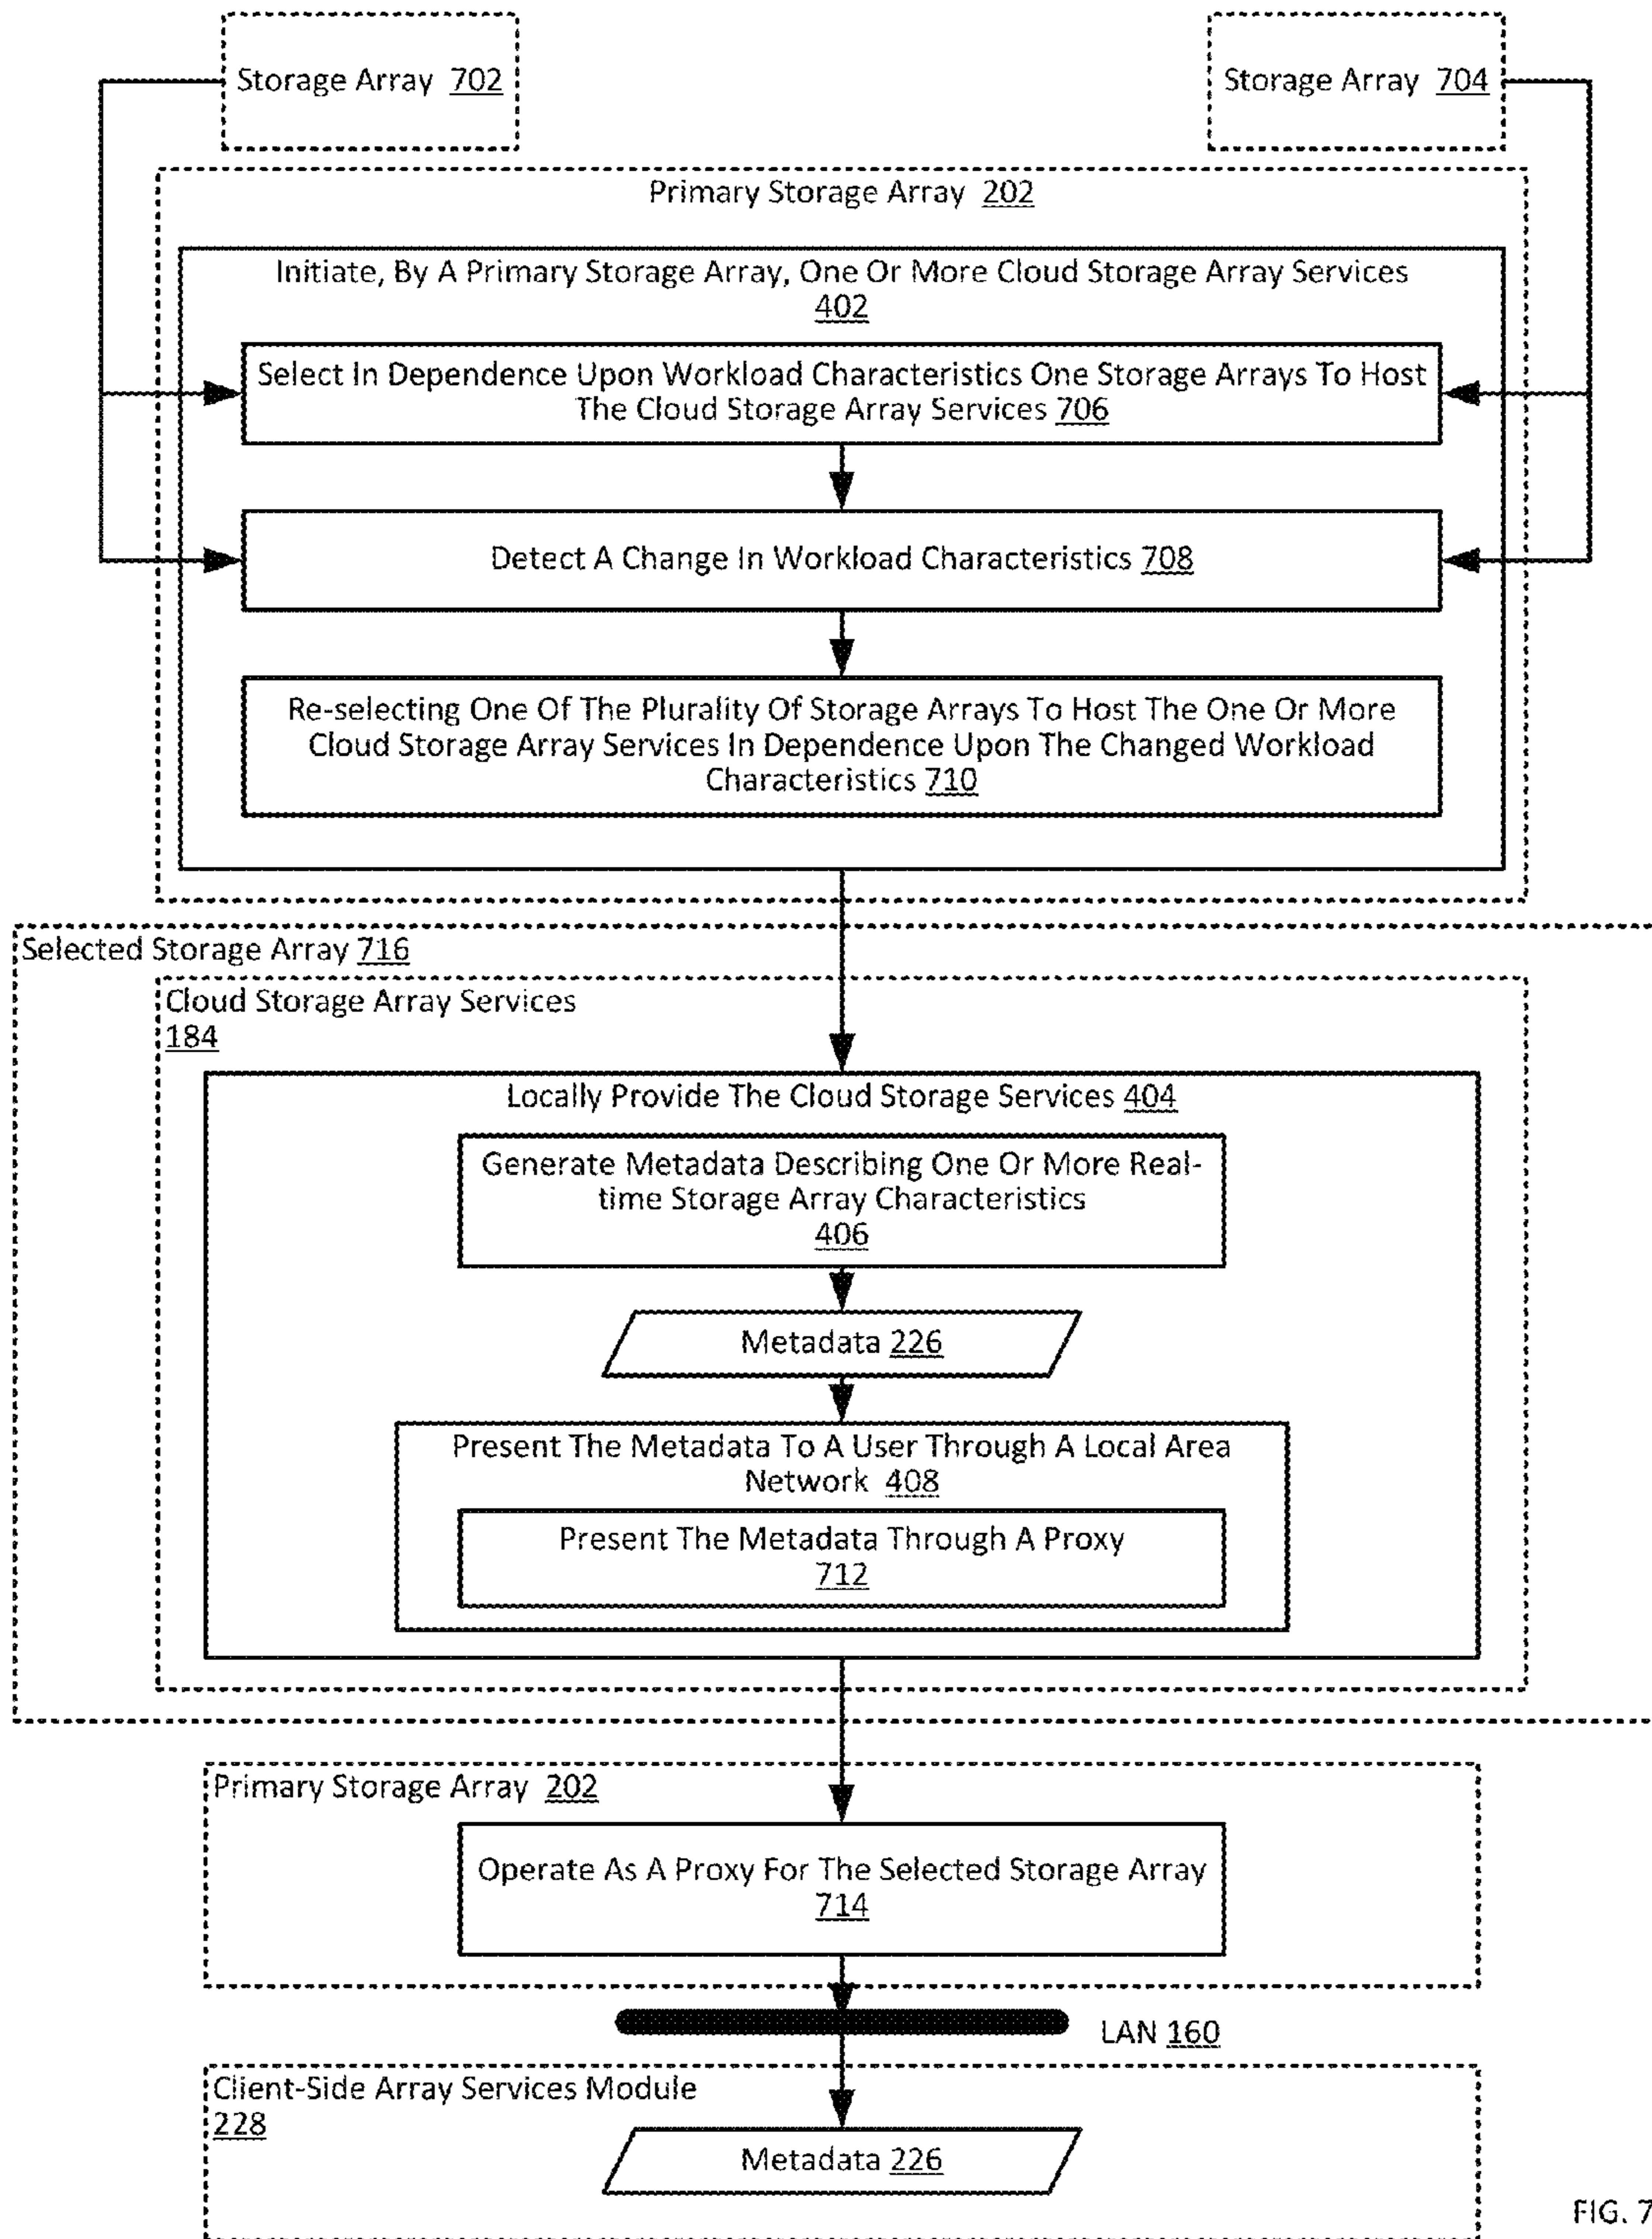 Storage Array 702
Storage Array 704
Primary Storage Array 202
Initiate, By A Primary Storage Array, One Or More Cloud Storage Array Services
402
Select In Dependence Upon Workload Characteristics One Storage Arrays To Host
The Cloud Storage Array Services 706
Detect A Change In Workload Characteristics 708
Re-selecting One Of The Plurality Of Storage Arrays To Host The One Or More
Cloud Storage Array Services In Dependence Upon The Changed Workload
Characteristics 710
Selected Storage Array 716
Cloud Storage Array Services
184
Locally Provide The Cloud Storage Services 404
Generate Metadata Describing One Or More Real-
time Storage Array Characteristics
406
Metadada 226
Present The Metadata To A User Through A Local Area
Network 408
Present The Metadata Through A Proxy
712
Primary Storage Array 202
Operate As A Proxy For The Selected Storage Array
714
LAN 160
Client-Side Array Services Module
228
Metadata 226
FIG. 7